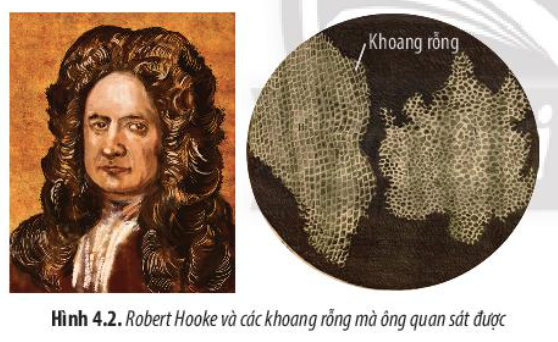 Khoang rỗng
Hình 4.2. Robert Hooke và các khoang rỗng mà ông quan sát được